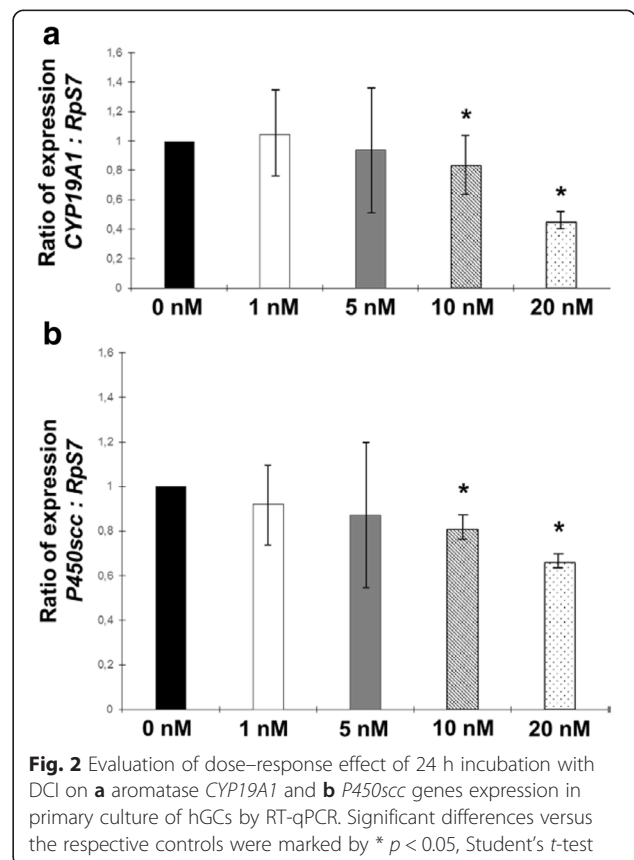 a
Ratio of expression
CYP19A1 : RpS7
1,6
1,4
1,2
1
0,8
0,6
0,4
0,2
0
*
*
0 nM 1 nM 5 nM 10 nM 20 nM
b
Ratio of expression
P450scc : RpS7
1,6
1,4
1,2
1
0,8
0,6
0,4
0,2
0
*
*
0 nM 1 nM 5 nM 10 nM 20 nM
Fig. 2 Evaluation of dose–response effect of 24 h incubation with
DCI on a aromatase CYP19A1 and b P450scc genes expression in
primary culture of hGCs by RT-qPCR. Significant differences versus
the respective controls were marked by * p < 0.05, Student's t-test